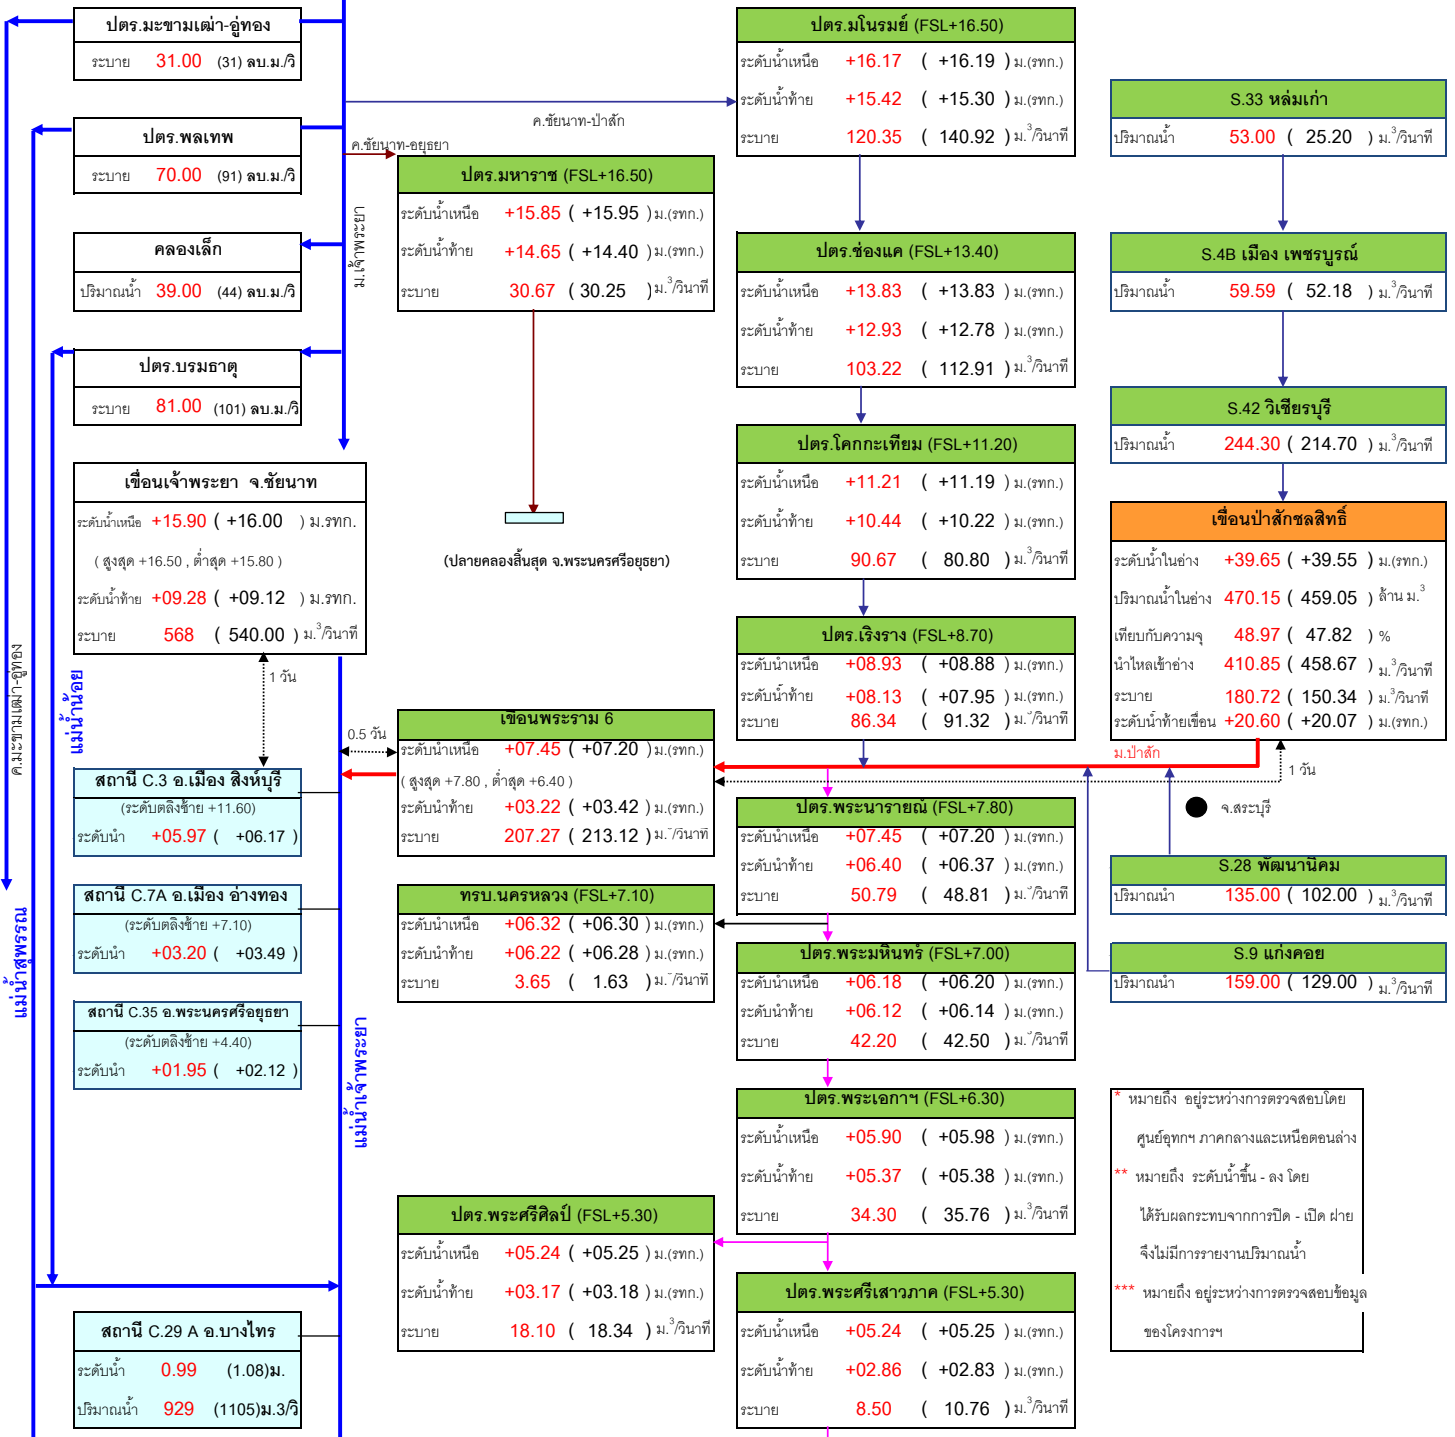 ปตร.มะขามเฒ่า-อู่ทอง
ระบาย 31.00 (31) ลบ.ม./วิ
ปตร.พลเทพ
ระบาย 70.00 (91) ลบ.ม./วิ
คลองเล็ก
ปริมาณน้ำ 39.00 (44) ลบ.ม./วิ
ปตร.บรมธาตุ
ระบาย 81.00 (101) ลบ.ม./วิ
เขื่อนเจ้าพระยา จ.ชัยนาท
ระดับน้ำเหนือ +15.90 ( +16.00 ) ม.รทก.
( สูงสุด +16.50 , ต่ำสุด +15.80 )
ระดับน้ำท้าย +09.28 ( +09.12 ) ม.รทก.
ระบาย 568 ( 540.00 ) ม.³/วินาที
1 วัน
ค.มะขามเฒ่า-อู่ทอง
แม่น้ำน้อย
แม่น้ำสุพรรณ
สถานี C.3 อ.เมือง สิงห์บุรี
(ระดับตลิ่งซ้าย +11.60)
ระดับน้ำ +05.97 ( +06.17 )
สถานี C.7A อ.เมือง อ่างทอง
(ระดับตลิ่งซ้าย +7.10)
ระดับน้ำ +03.20 ( +03.49 )
สถานี C.35 อ.พระนครศรีอยุธยา
(ระดับตลิ่งซ้าย +4.40)
ระดับน้ำ +01.95 ( +02.12 )
แม่น้ำเจ้าพระยา
สถานี C.29 A อ.บางไทร
ระดับน้ำ 0.99 (1.08)ม.
ปริมาณน้ำ 929 (1105)ม.3/วิ
ม.เจ้าพระยา
ค.ชัยนาท-ป่าสัก
ค.ชัยนาท-อยุธยา
ปตร.มหาราช (FSL+16.50)
ระดับน้ำเหนือ +15.85 ( +15.95 ) ม.(รทก.)
ระดับน้ำท้าย +14.65 ( +14.40 ) ม.(รทก.)
ระบาย 30.67 ( 30.25 ) ม.³/วินาที
(ปลายคลองสิ้นสุด จ.พระนครศรีอยุธยา)
0.5 วัน
เขื่อนพระราม 6
ระดับน้ำเหนือ +07.45 ( +07.20 ) ม.(รทก.)
( สูงสุด +7.80 , ต่ำสุด +6.40 )
ระดับน้ำท้าย +03.22 ( +03.42 ) ม.(รทก.)
ระบาย 207.27 ( 213.12 ) ม.³/วินาที
ทรบ.นครหลวง (FSL+7.10)
ระดับน้ำเหนือ +06.32 ( +06.30 ) ม.(รทก.)
ระดับน้ำท้าย +06.22 ( +06.28 ) ม.(รทก.)
ระบาย 3.65 ( 1.63 ) ม.³/วินาที
ปตร.พระศรีศิลป์ (FSL+5.30)
ระดับน้ำเหนือ +05.24 ( +05.25 ) ม.(รทก.)
ระดับน้ำท้าย +03.17 ( +03.18 ) ม.(รทก.)
ระบาย 18.10 ( 18.34 ) ม.³/วินาที
ปตร.มโนรมย์ (FSL+16.50)
ระดับน้ำเหนือ +16.17 ( +16.19 ) ม.(รทก.)
ระดับน้ำท้าย +15.42 ( +15.30 ) ม.(รทก.)
ระบาย 120.35 ( 140.92 ) ม.³/วินาที
ปตร.ช่องแค (FSL+13.40)
ระดับน้ำเหนือ +13.83 ( +13.83 ) ม.(รทก.)
ระดับน้ำท้าย +12.93 ( +12.78 ) ม.(รทก.)
ระบาย 103.22 ( 112.91 ) ม.³/วินาที
ปตร.โคกกะเทียม (FSL+11.20)
ระดับน้ำเหนือ +11.21 ( +11.19 ) ม.(รทก.)
ระดับน้ำท้าย +10.44 ( +10.22 ) ม.(รทก.)
ระบาย 90.67 ( 80.80 ) ม.³/วินาที
ปตร.เริงราง (FSL+8.70)
ระดับน้ำเหนือ +08.93 ( +08.88 ) ม.(รทก.)
ระดับน้ำท้าย +08.13 ( +07.95 ) ม.(รทก.)
ระบาย 86.34 ( 91.32 ) ม.³/วินาที
ปตร.พระนารายณ์ (FSL+7.80)
ระดับน้ำเหนือ +07.45 ( +07.20 ) ม.(รทก.)
ระดับน้ำท้าย +06.40 ( +06.37 ) ม.(รทก.)
ระบาย 50.79 ( 48.81 ) ม.³/วินาที
ปตร.พระมหินทร์ (FSL+7.00)
ระดับน้ำเหนือ +06.18 ( +06.20 ) ม.(รทก.)
ระดับน้ำท้าย +06.12 ( +06.14 ) ม.(รทก.)
ระบาย 42.20 ( 42.50 ) ม.³/วินาที
ปตร.พระเอกาฯ (FSL+6.30)
ระดับน้ำเหนือ +05.90 ( +05.98 ) ม.(รทก.)
ระดับน้ำท้าย +05.37 ( +05.38 ) ม.(รทก.)
ระบาย 34.30 ( 35.76 ) ม.³/วินาที
ปตร.พระศรีเสาวภาค (FSL+5.30)
ระดับน้ำเหนือ +05.24 ( +05.25 ) ม.(รทก.)
ระดับน้ำท้าย +02.86 ( +02.83 ) ม.(รทก.)
ระบาย 8.50 ( 10.76 ) ม.³/วินาที
S.33 หล่มเก่า
ปริมาณน้ำ 53.00 ( 25.20 ) ม.³/วินาที
S.4B เมือง เพชรบูรณ์
ปริมาณน้ำ 59.59 ( 52.18 ) ม.³/วินาที
S.42 วิเชียรบุรี
ปริมาณน้ำ 244.30 ( 214.70 ) ม.³/วินาที
เขื่อนป่าสักชลสิทธิ์
ระดับน้ำในอ่าง +39.65 ( +39.55 ) ม.(รทก.)
ปริมาณน้ำในอ่าง 470.15 ( 459.05 ) ล้าน ม.³
เทียบกับความจุ 48.97 ( 47.82 ) %
น้ำไหลเข้าอ่าง 410.85 ( 458.67 ) ม.³/วินาที
ระบาย 180.72 ( 150.34 ) ม.³/วินาที
ระดับน้ำท้ายเขื่อน +20.60 ( +20.07 ) ม.(รทก.)
ม.ป่าสัก
1 วัน
จ.สระบุรี
S.28 พัฒนานิคม
ปริมาณน้ำ 135.00 ( 102.00 ) ม.³/วินาที
S.9 แก่งคอย
ปริมาณน้ำ 159.00 ( 129.00 ) ม.³/วินาที
* หมายถึง อยู่ระหว่างการตรวจสอบโดย
ศูนย์อุทกฯ ภาคกลางและเหนือตอนล่าง
** หมายถึง ระดับน้ำขึ้น - ลง โดย
ได้รับผลกระทบจากการปิด - เปิด ฝาย
จึงไม่มีการรายงานปริมาณน้ำ
*** หมายถึง อยู่ระหว่างการตรวจสอบข้อมูล
ของโครงการฯ